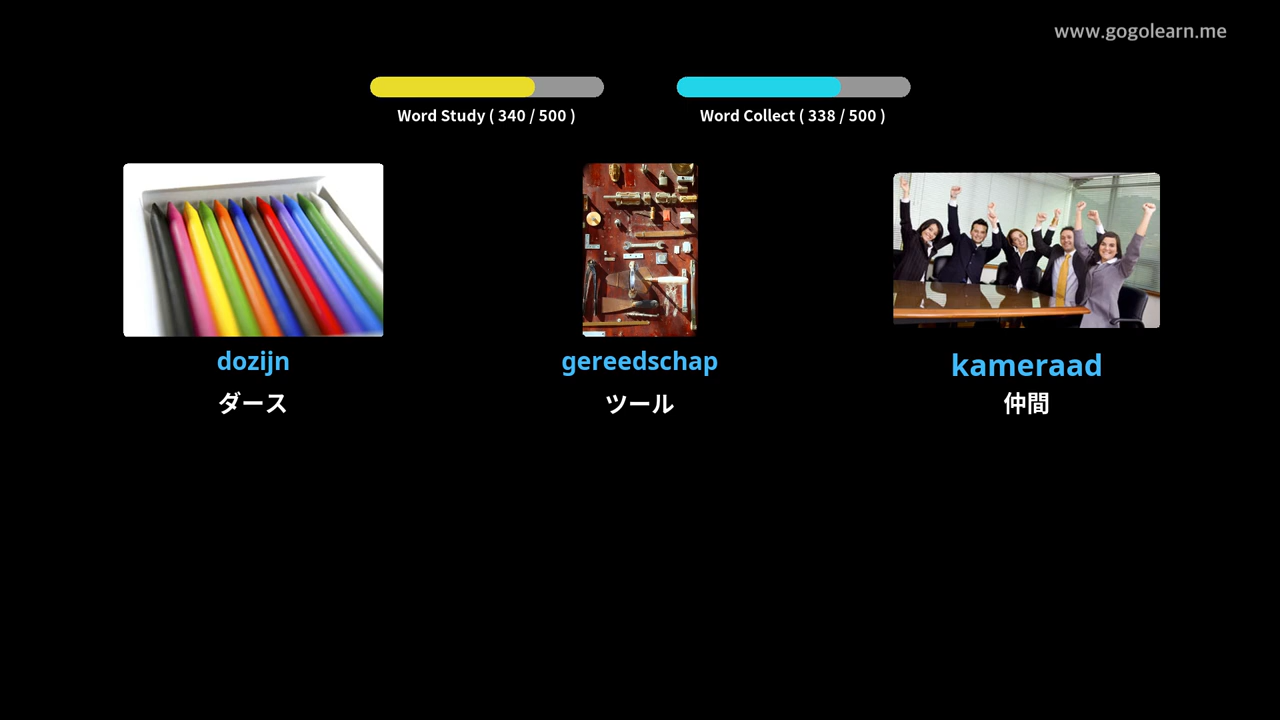 www.gogolearn.me
Word Study ( 340 / 500 )
Word Collect ( 338 / 500 )
dozijn
gereedschap
kameraad
ダース
ツール
仲間